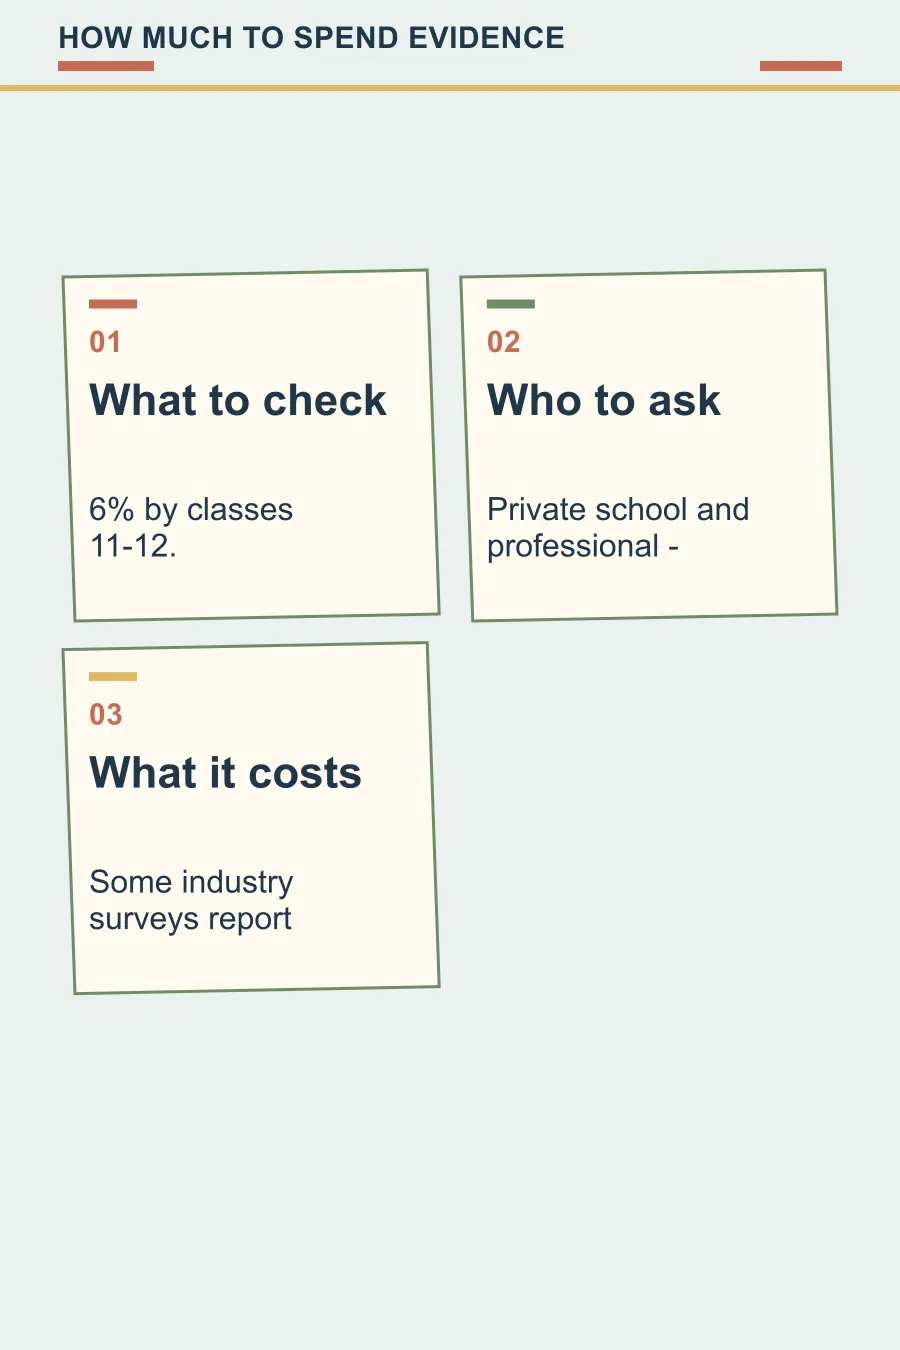 HOW MUCH TO SPEND EVIDENCE
01
What to check
6% by classes
11-12.
02
Who to ask
Private school and
professional -
03
What it costs
Some industry
surveys report